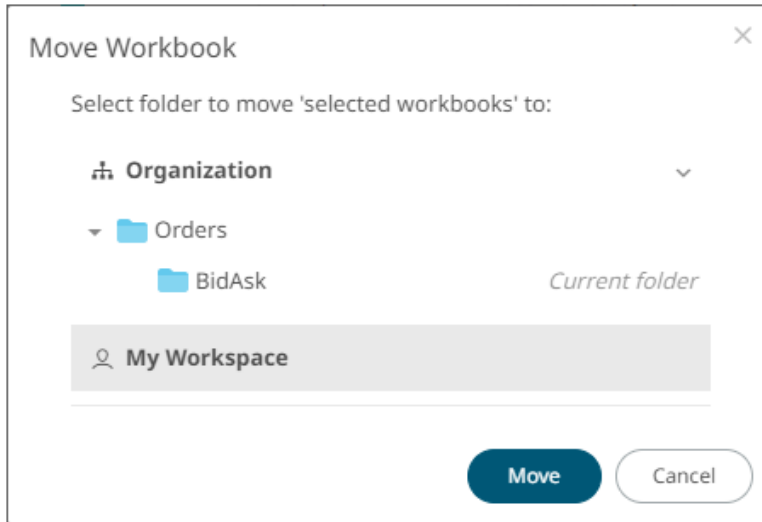 Move Workbook
Select folder to move 'selected workbooks' to:
Organization
Orders
BidAsk Current folder
My Workspace
Move Cancel